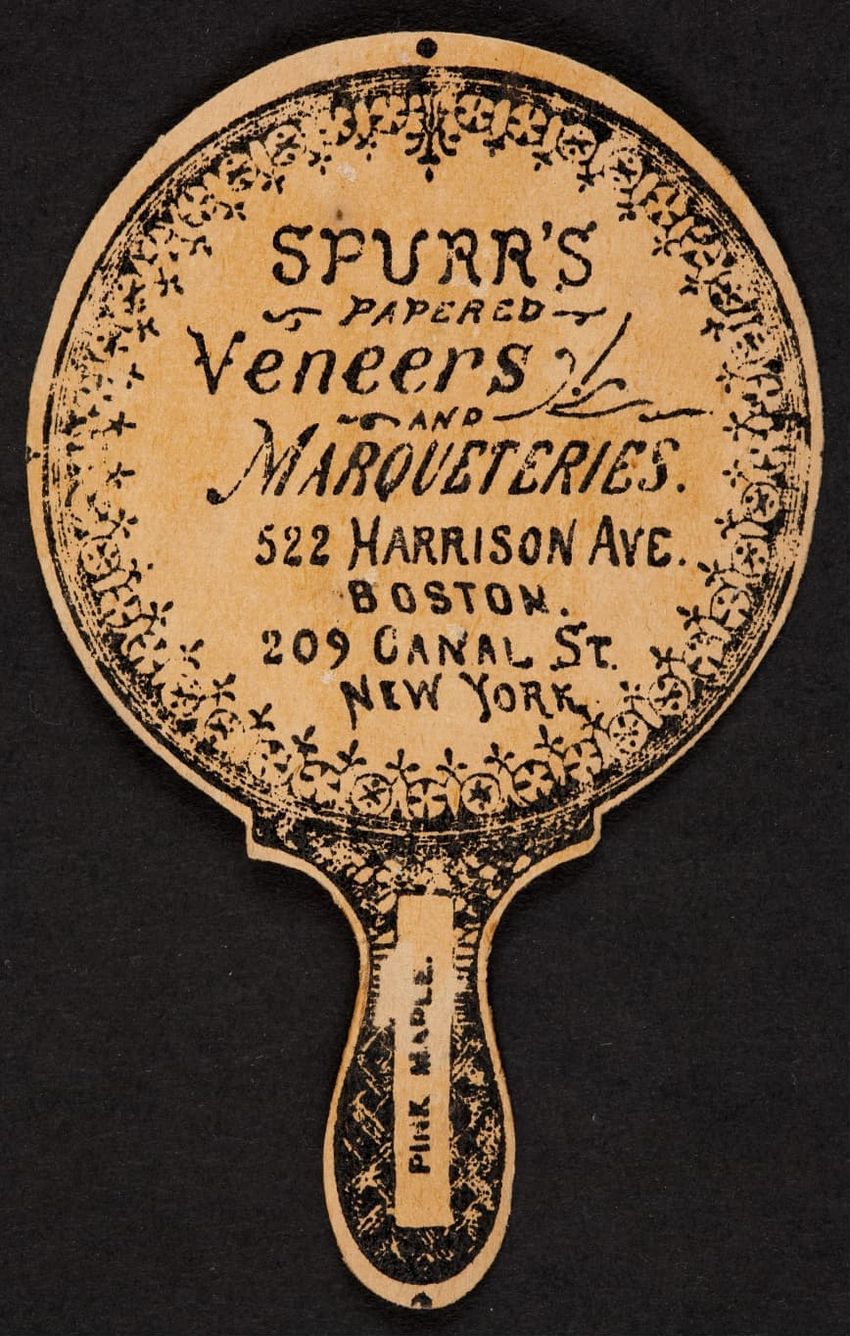 SPURR'S
PAPERED
Veneers
AND
MARQUETERIES.
522 HARRISON AVE.
BOSTON.
209 CANAL ST.
NEW YORK.
PINK MAPLE.